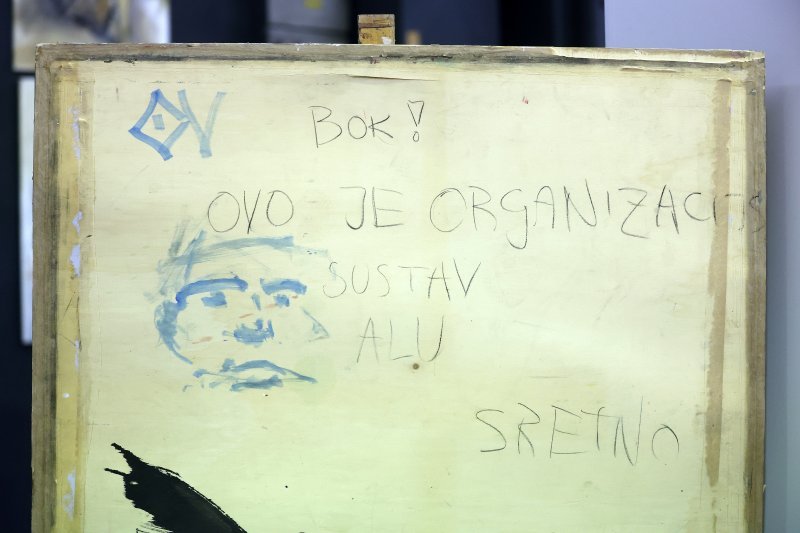 BOK!
OVO JE ORGANIZACIJS
SUSTAV
ALU
SRETNO